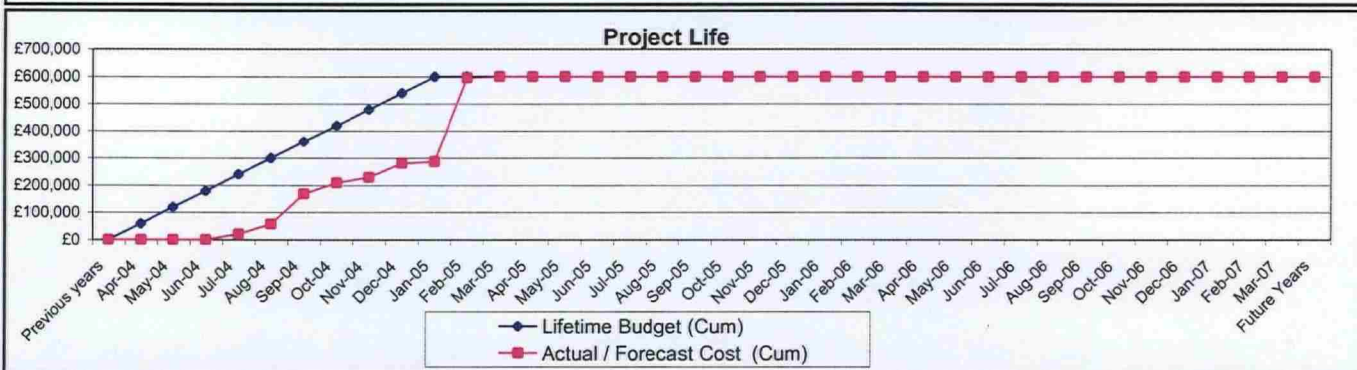 Project Life
£700,000
£600,000
£500,000
£400,000
£300,000
£200,000
£100,000
£0
Previous years
Apr-04
May-04
Jun-04
Jul-04
Aug-04
Sep-04
Oct-04
Nov-04
Dec-04
Jan-05
Feb-05
Mar-05
Apr-05
May-05
Jun-05
Jul-05
Aug-05
Sep-05
Oct-05
Nov-05
Dec-05
Jan-06
Feb-06
Mar-06
Apr-06
May-06
Jun-06
Jul-06
Aug-06
Sep-06
Oct-06
Nov-06
Dec-06
Jan-07
Feb-07
Mar-07
Future Years
Lifetime Budget (Cum)
Actual / Forecast Cost (Cum)